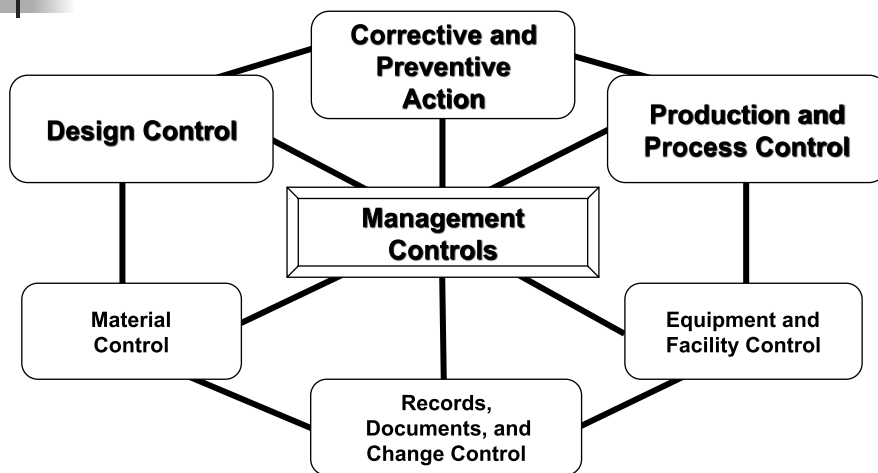 Corrective and
Preventive
Action
Design Control
Production and
Process Control
Management
Controls
Material
Control
Equipment and
Facility Control
Records,
Documents, and
Change Control